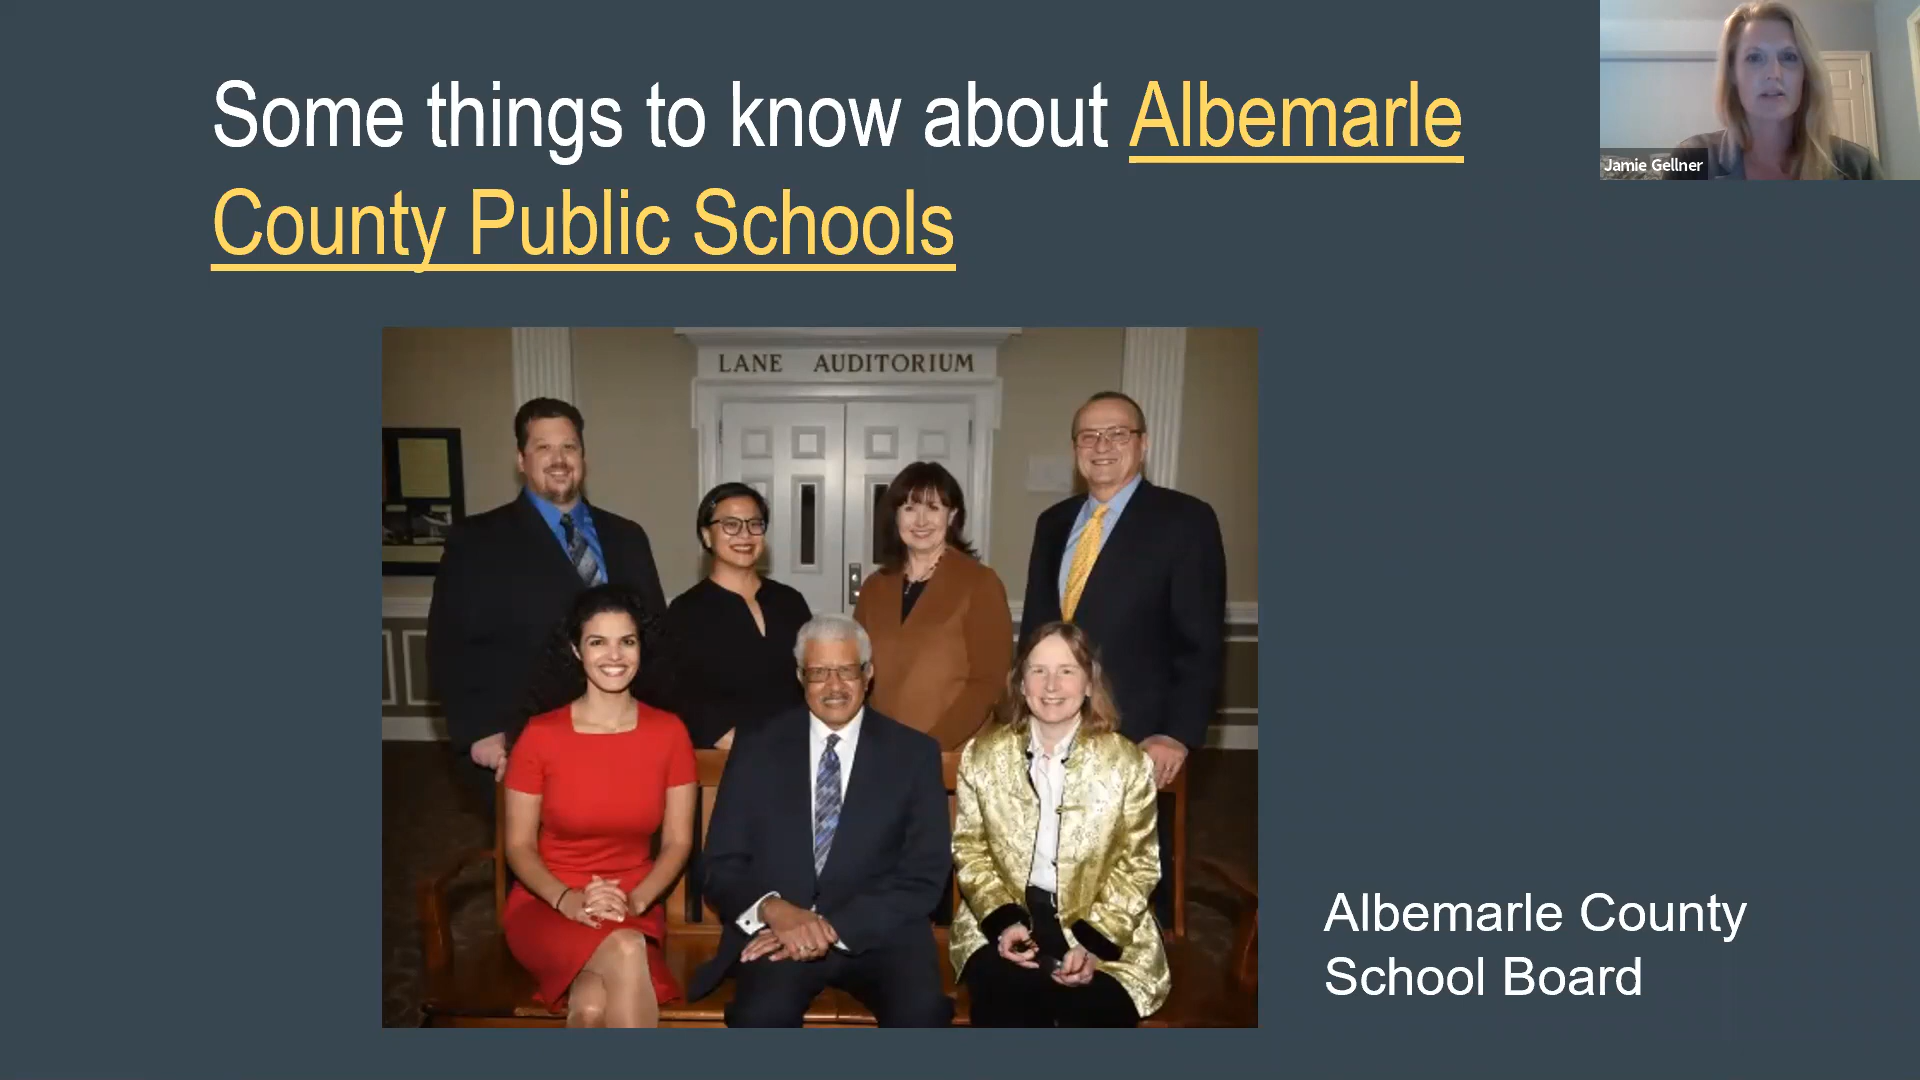 Some things to know about Albemarle
County Public Schools
Jamie Gellner
LANE AUDITORIUM
Albemarle County
School Board